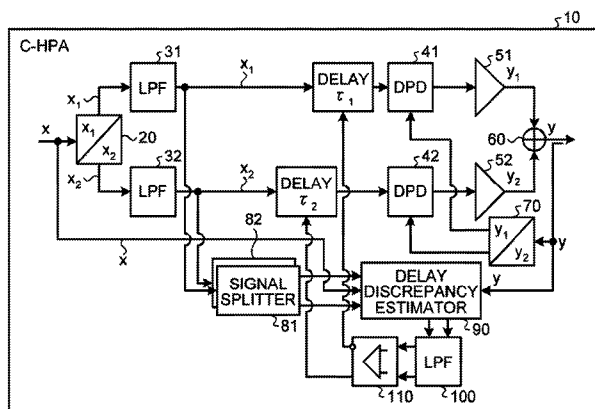 10
C-HPA
31
LPF
x1
x1
DELAY
τ1
41
DPD
51
y1
x
x1
x2
20
60
y
x2
32
LPF
x2
DELAY
τ2
42
DPD
52
y2
70
y1
y2
y
x
82
SIGNAL
SPLITTER
81
DELAY
DISCREPANCY
ESTIMATOR
90
y
110
LPF
100